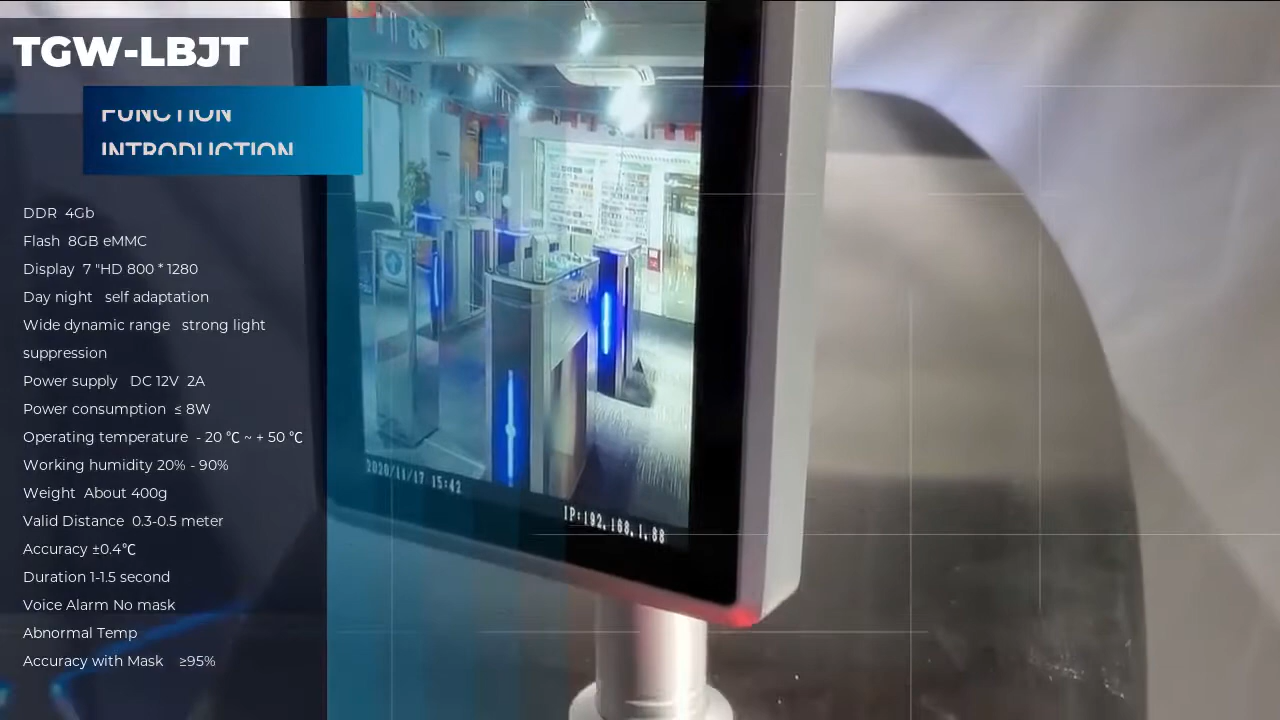 TGW-LBJT
FUNCTION
INTRODUCTION
DDR 4Gb
Flash 8GB eMMC
Display 7 "HD 800 * 1280
Day night self adaptation
Wide dynamic range strong light
suppression
Power supply DC 12V 2A
Power consumption ≤ 8W
Operating temperature - 20 ℃ ~ + 50 ℃
Working humidity 20% - 90%
Weight About 400g
Valid Distance 0.3-0.5 meter
Accuracy ±0.4℃
Duration 1-1.5 second
Voice Alarm No mask
Abnormal Temp
Accuracy with Mask ≥95%
2020/11/17 15:42
IP:192.168.1.88